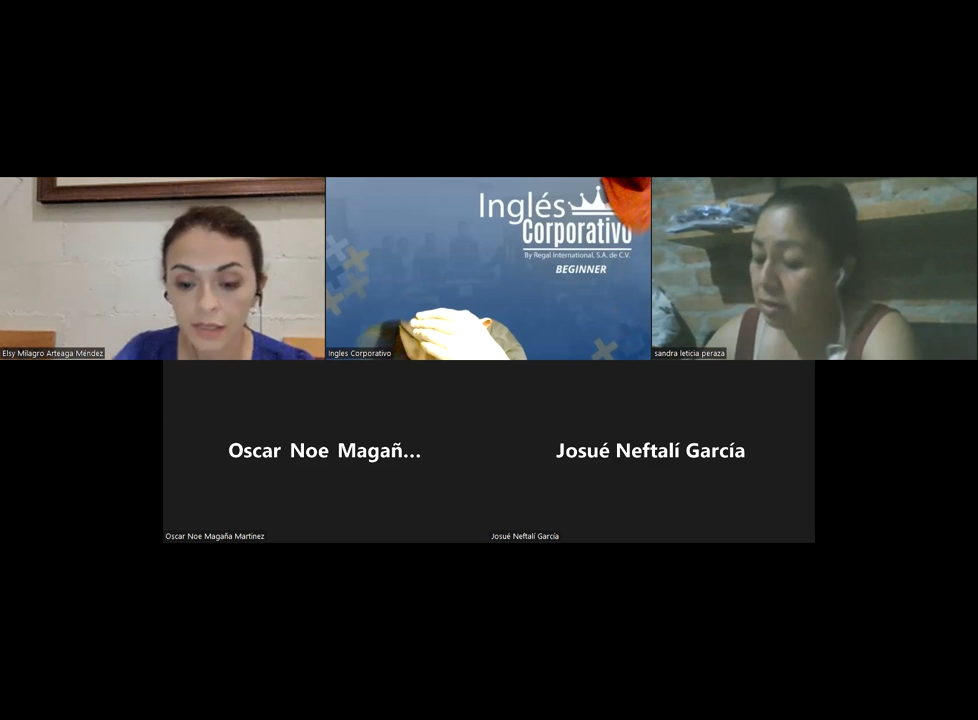 Inglés
Corporativo
By Regal International, S.A. de C.V.
BEGINNER
Elsy Milagro Arteaga Méndez
Ingles Corporativo
sandra leticia peraza
Oscar Noe Magañ...
Josué Neftalí García
Oscar Noe Magaña Martinez
Josué Neftalí García